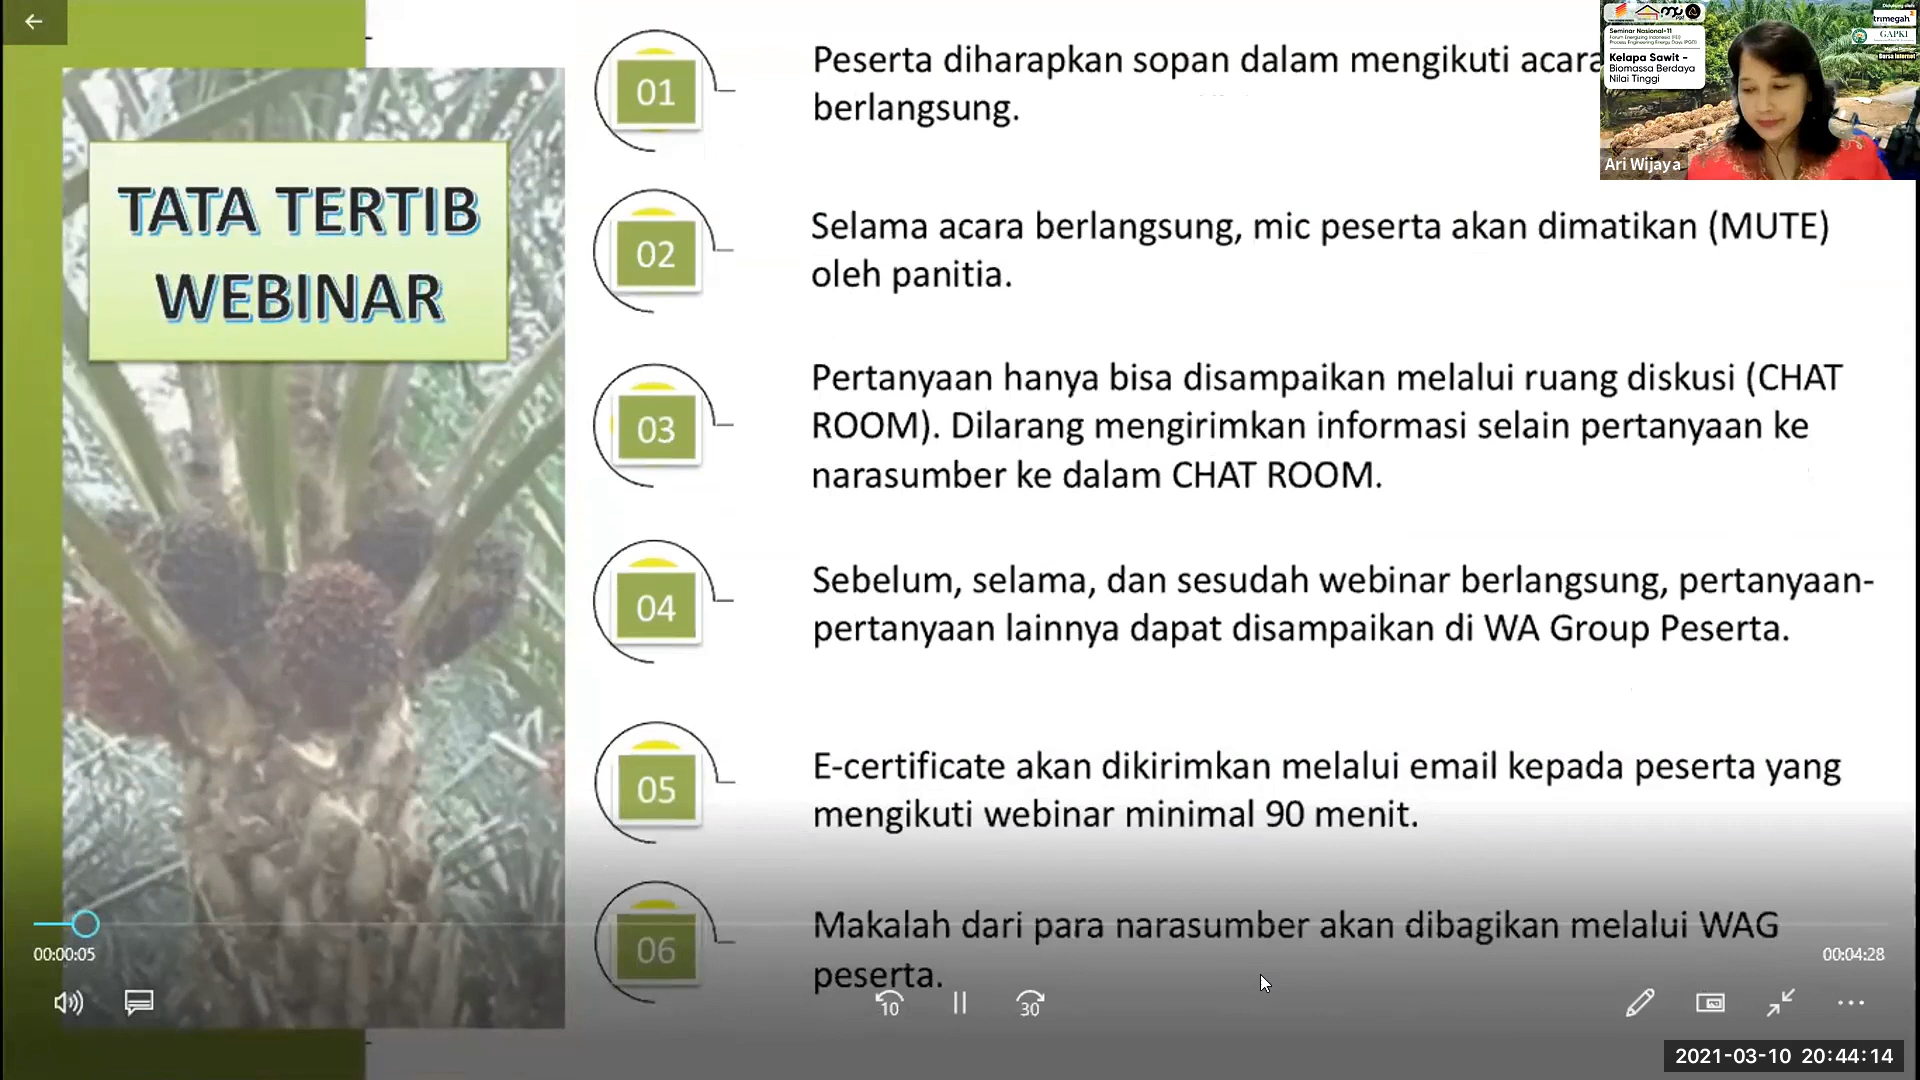 TATA TERTIB
WEBINAR
01
Peserta diharapkan sopan dalam mengikuti acara
berlangsung.
02
Selama acara berlangsung, mic peserta akan dimatikan (MUTE)
oleh panitia.
03
Pertanyaan hanya bisa disampaikan melalui ruang diskusi (CHAT
ROOM). Dilarang mengirimkan informasi selain pertanyaan ke
narasumber ke dalam CHAT ROOM.
04
Sebelum, selama, dan sesudah webinar berlangsung, pertanyaan-
pertanyaan lainnya dapat disampaikan di WA Group Peserta.
05
E-certificate akan dikirimkan melalui email kepada peserta yang
mengikuti webinar minimal 90 menit.
06
Makalah dari para narasumber akan dibagikan melalui WAG
peserta.
Seminar Nasional-11
Kelapa Sawit -
Biomassa Berdaya
Nilai Tinggi
trimegah
GAPKI
Ari Wijaya
00:00:05
00:04:28
10
30
2021-03-10 20:44:14